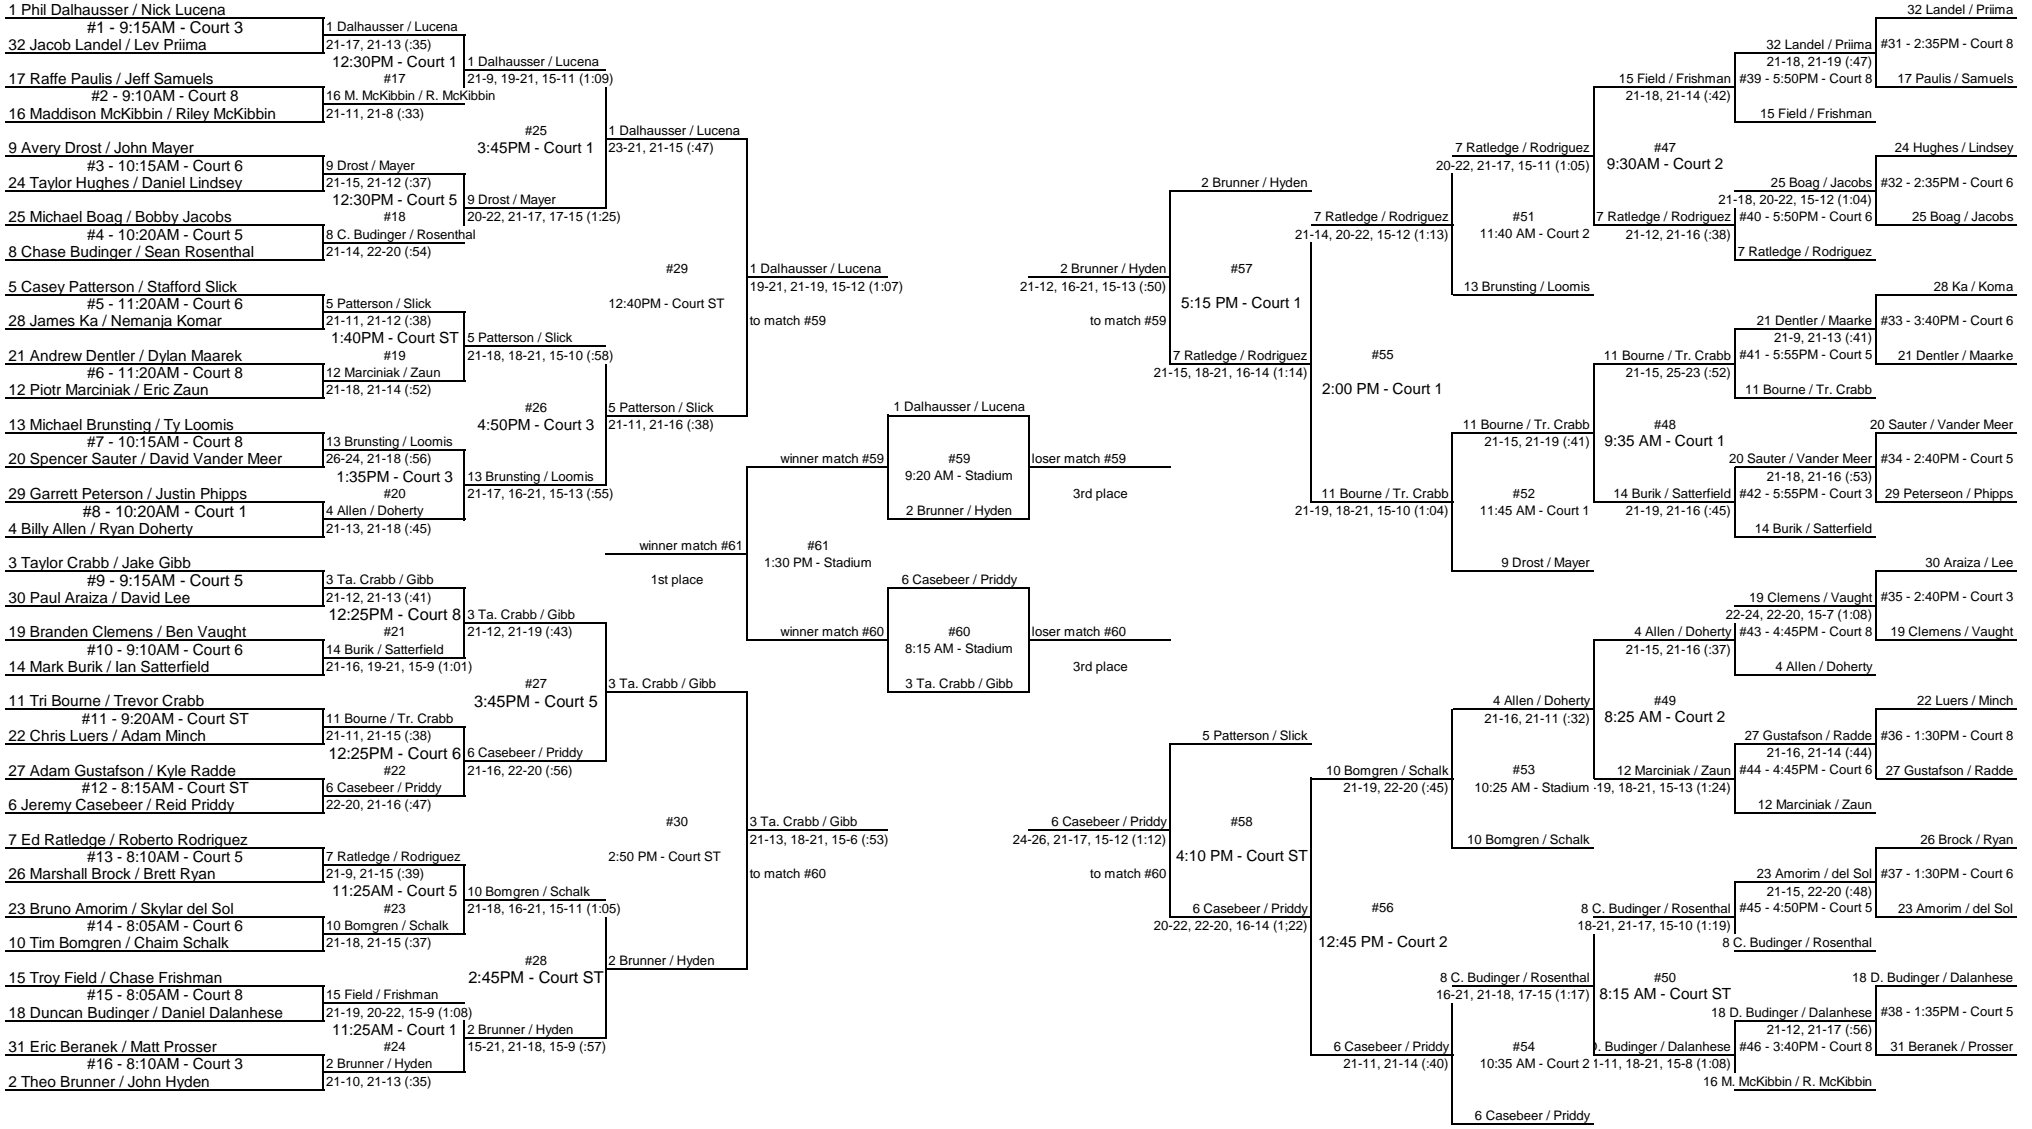 1 Phil Dalhausser / Nick Lucena
#1 - 9:15AM - Court 3
32 Jacob Landel / Lev Priima
17 Raffe Paulis / Jeff Samuels
#2 - 9:10AM - Court 8
16 Maddison McKibbin / Riley McKibbin
9 Avery Drost / John Mayer
#3 - 10:15AM - Court 6
24 Taylor Hughes / Daniel Lindsey
25 Michael Boag / Bobby Jacobs
#4 - 10:20AM - Court 5
8 Chase Budinger / Sean Rosenthal
5 Casey Patterson / Stafford Slick
#5 - 11:20AM - Court 6
28 James Ka / Nemanja Komar
21 Andrew Dentler / Dylan Maarek
#6 - 11:20AM - Court 8
12 Piotr Marciniak / Eric Zaun
13 Michael Brunsting / Ty Loomis
#7 - 10:15AM - Court 8
20 Spencer Sauter / David Vander Meer
29 Garrett Peterson / Justin Phipps
#8 - 10:20AM - Court 1
4 Billy Allen / Ryan Doherty
3 Taylor Crabb / Jake Gibb
#9 - 9:15AM - Court 5
30 Paul Araiza / David Lee
19 Branden Clemens / Ben Vaught
#10 - 9:10AM - Court 6
14 Mark Burik / Ian Satterfield
11 Tri Bourne / Trevor Crabb
#11 - 9:20AM - Court ST
22 Chris Luers / Adam Minch
27 Adam Gustafson / Kyle Radde
#12 - 8:15AM - Court ST
6 Jeremy Casebeer / Reid Priddy
7 Ed Ratledge / Roberto Rodriguez
#13 - 8:10AM - Court 5
26 Marshall Brock / Brett Ryan
23 Bruno Amorim / Skylar del Sol
#14 - 8:05AM - Court 6
10 Tim Bomgren / Chaim Schalk
15 Troy Field / Chase Frishman
#15 - 8:05AM - Court 8
18 Duncan Budinger / Daniel Dalanhese
31 Eric Beranek / Matt Prosser
#16 - 8:10AM - Court 3
2 Theo Brunner / John Hyden
1 Dalhausser / Lucena
21-17, 21-13 (:35)
12:30PM - Court 1
#17
16 M. McKibbin / R. McKibbin
21-11, 21-8 (:33)
9 Drost / Mayer
21-15, 21-12 (:37)
12:30PM - Court 5
#18
8 C. Budinger / Rosenthal
21-14, 22-20 (:54)
5 Patterson / Slick
21-11, 21-12 (:38)
1:40PM - Court ST
#19
12 Marciniak / Zaun
21-18, 21-14 (:52)
13 Brunsting / Loomis
26-24, 21-18 (:56)
1:35PM - Court 3
#20
4 Allen / Doherty
21-13, 21-18 (:45)
3 Ta. Crabb / Gibb
21-12, 21-13 (:41)
12:25PM - Court 8
#21
14 Burik / Satterfield
21-16, 19-21, 15-9 (1:01)
11 Bourne / Tr. Crabb
21-11, 21-15 (:38)
12:25PM - Court 6
#22
6 Casebeer / Priddy
22-20, 21-16 (:47)
7 Ratledge / Rodriguez
21-9, 21-15 (:39)
11:25AM - Court 5
#23
10 Bomgren / Schalk
21-18, 21-15 (:37)
15 Field / Frishman
21-19, 20-22, 15-9 (1:08)
11:25AM - Court 1
#24
2 Brunner / Hyden
21-10, 21-13 (:35)
1 Dalhausser / Lucena
21-9, 19-21, 15-11 (1:09)
#25
3:45PM - Court 1
9 Drost / Mayer
20-22, 21-17, 17-15 (1:25)
5 Patterson / Slick
21-18, 18-21, 15-10 (:58)
#26
4:50PM - Court 3
13 Brunsting / Loomis
21-17, 16-21, 15-13 (:55)
3 Ta. Crabb / Gibb
21-12, 21-19 (:43)
#27
3:45PM - Court 5
6 Casebeer / Priddy
21-16, 22-20 (:56)
10 Bomgren / Schalk
21-18, 16-21, 15-11 (1:05)
#28
2:45PM - Court ST
2 Brunner / Hyden
15-21, 21-18, 15-9 (:57)
1 Dalhausser / Lucena
23-21, 21-15 (:47)
#29
12:40PM - Court ST
5 Patterson / Slick
21-11, 21-16 (:38)
3 Ta. Crabb / Gibb
#30
2:50 PM - Court ST
2 Brunner / Hyden
1 Dalhausser / Lucena
19-21, 21-19, 15-12 (1:07)
to match #59
3 Ta. Crabb / Gibb
21-13, 18-21, 15-6 (:53)
to match #60
winner match #61
1st place
winner match #59
#61
1:30 PM - Stadium
winner match #60
1 Dalhausser / Lucena
#59
9:20 AM - Stadium
2 Brunner / Hyden
6 Casebeer / Priddy
#60
8:15 AM - Stadium
3 Ta. Crabb / Gibb
loser match #59
3rd place
loser match #60
3rd place
2 Brunner / Hyden
21-12, 16-21, 15-13 (:50)
to match #59
6 Casebeer / Priddy
24-26, 21-17, 15-12 (1:12)
to match #60
2 Brunner / Hyden
#57
5:15 PM - Court 1
7 Ratledge / Rodriguez
21-15, 18-21, 16-14 (1:14)
5 Patterson / Slick
#58
4:10 PM - Court ST
6 Casebeer / Priddy
20-22, 22-20, 16-14 (1;22)
7 Ratledge / Rodriguez
21-14, 20-22, 15-12 (1:13)
#55
2:00 PM - Court 1
11 Bourne / Tr. Crabb
21-19, 18-21, 15-10 (1:04)
10 Bomgren / Schalk
21-19, 22-20 (:45)
#56
12:45 PM - Court 2
6 Casebeer / Priddy
21-11, 21-14 (:40)
7 Ratledge / Rodriguez
20-22, 21-17, 15-11 (1:05)
#51
11:40 AM - Court 2
13 Brunsting / Loomis
11 Bourne / Tr. Crabb
21-15, 21-19 (:41)
#52
11:45 AM - Court 1
9 Drost / Mayer
4 Allen / Doherty
21-16, 21-11 (:32)
#53
10:25 AM - Stadium
10 Bomgren / Schalk
8 C. Budinger / Rosenthal
16-21, 21-18, 17-15 (1:17)
#54
10:35 AM - Court 2
6 Casebeer / Priddy
15 Field / Frishman
21-18, 21-14 (:42)
#47
9:30AM - Court 2
7 Ratledge / Rodriguez
21-12, 21-16 (:38)
11 Bourne / Tr. Crabb
21-15, 25-23 (:52)
#48
9:35 AM - Court 1
14 Burik / Satterfield
21-19, 21-16 (:45)
4 Allen / Doherty
21-15, 21-16 (:37)
#49
8:25 AM - Court 2
12 Marciniak / Zaun
-19, 18-21, 15-13 (1:24)
8 C. Budinger / Rosenthal
18-21, 21-17, 15-10 (1:19)
#50
8:15 AM - Court ST
. Budinger / Dalanhese
1-11, 18-21, 15-8 (1:08)
32 Landel / Priima
21-18, 21-19 (:47)
#39 - 5:50PM - Court 8
15 Field / Frishman
25 Boag / Jacobs
21-18, 20-22, 15-12 (1:04)
#40 - 5:50PM - Court 6
7 Ratledge / Rodriguez
21 Dentler / Maarke
21-9, 21-13 (:41)
#41 - 5:55PM - Court 5
11 Bourne / Tr. Crabb
20 Sauter / Vander Meer
21-18, 21-16 (:53)
#42 - 5:55PM - Court 3
14 Burik / Satterfield
19 Clemens / Vaught
22-24, 22-20, 15-7 (1:08)
#43 - 4:45PM - Court 8
4 Allen / Doherty
27 Gustafson / Radde
21-16, 21-14 (:44)
#44 - 4:45PM - Court 6
12 Marciniak / Zaun
23 Amorim / del Sol
21-15, 22-20 (:48)
#45 - 4:50PM - Court 5
8 C. Budinger / Rosenthal
18 D. Budinger / Dalanhese
21-12, 21-17 (:56)
#46 - 3:40PM - Court 8
16 M. McKibbin / R. McKibbin
32 Landel / Priima
#31 - 2:35PM - Court 8
17 Paulis / Samuels
24 Hughes / Lindsey
#32 - 2:35PM - Court 6
25 Boag / Jacobs
28 Ka / Koma
#33 - 3:40PM - Court 6
21 Dentler / Maarke
20 Sauter / Vander Meer
#34 - 2:40PM - Court 5
29 Peterseon / Phipps
30 Araiza / Lee
#35 - 2:40PM - Court 3
19 Clemens / Vaught
22 Luers / Minch
#36 - 1:30PM - Court 8
27 Gustafson / Radde
26 Brock / Ryan
#37 - 1:30PM - Court 6
23 Amorim / del Sol
18 D. Budinger / Dalanhese
#38 - 1:35PM - Court 5
31 Beranek / Prosser